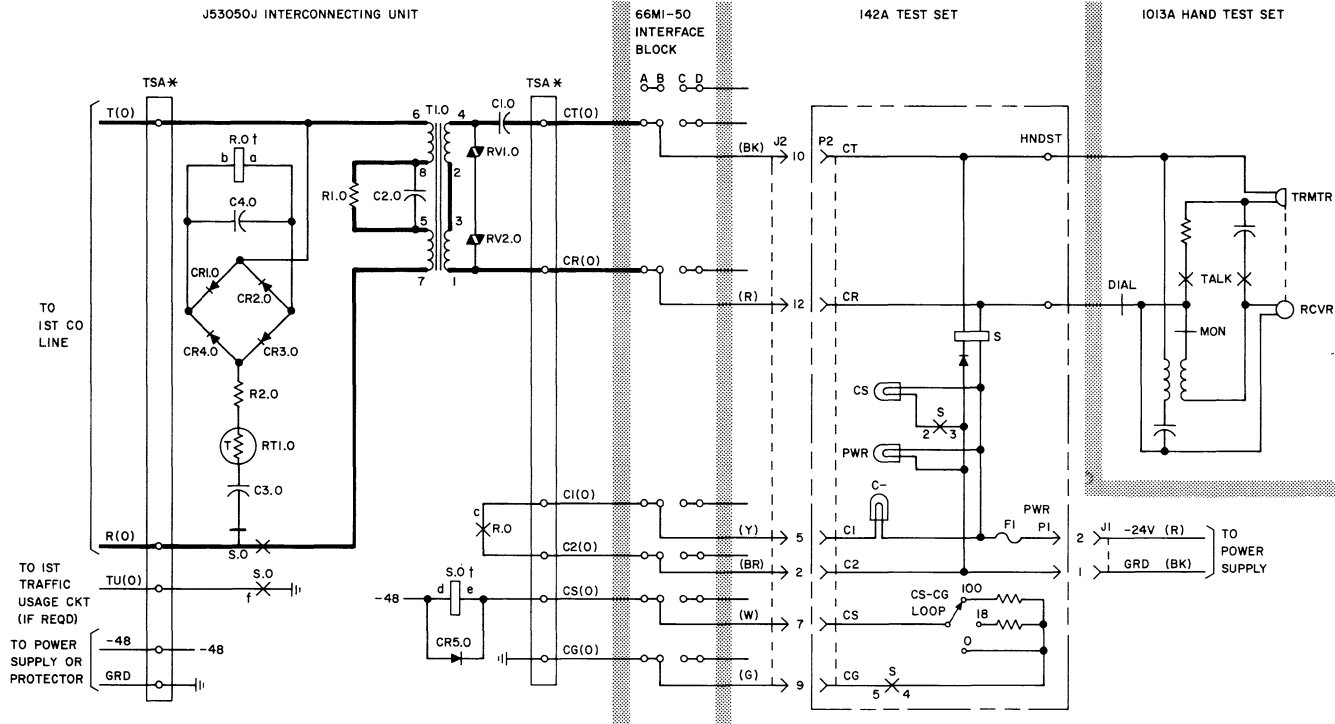 J53050J INTERCONNECTING UNIT
66M1-50
INTERFACE
BLOCK
142A TEST SET
1013A HAND TEST SET
A B C D
TSA*
TSA*
T(0)
6 T1.0 4
C1.0
CT(0)
R.0†
b a
RV1.0
(BK)
J2
10
P2
CT
HNDST
8 2
R1.0
C2.0
C4.0
5 3
TRMTR
RV2.0
CR1.0
CR2.0
7 1
CR(0)
TALK
DIAL
TO
1ST CO
LINE
(R)
12
CR
RCVR
CR4.0
CR3.0
S
MON
R2.0
CS
S
2 3
T
RT1.0
PWR
C3.0
C-
c
R.0
C1(0)
PWR
R(0)
S.0
(Y)
5
C1
F1
P1
2
J1
-24V (R)
TO
POWER
SUPPLY
C2(0)
(BR)
2
C2
1
GRD (BK)
TO 1ST
TRAFFIC
USAGE CKT
(IF REQD)
TU(0)
S.0
f
S.0†
d e
-48
CS(0)
CS-CG
LOOP
100
18
0
(W)
7
CS
CR5.0
TO POWER
SUPPLY OR
PROTECTOR
-48
-48
GRD
CG(0)
(G)
9
CG
S
5 4